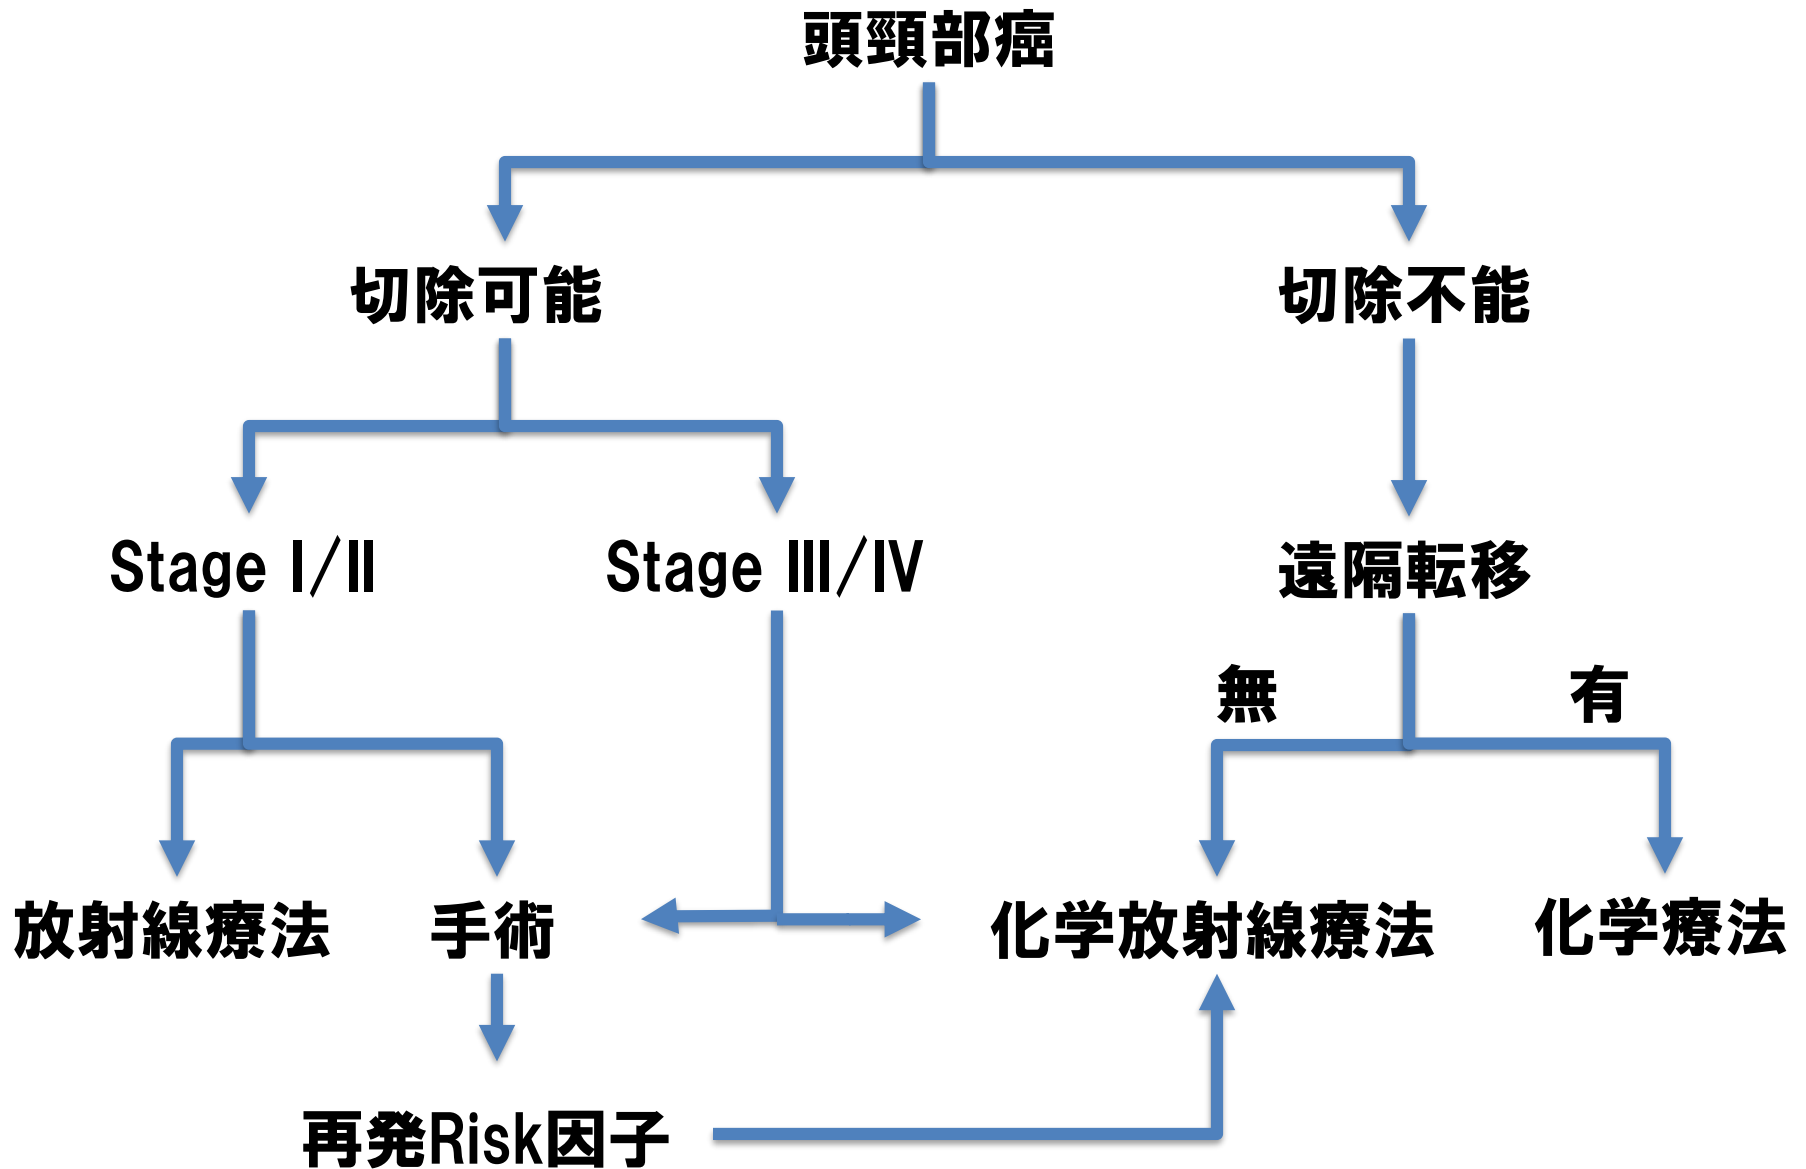 頭頸部癌
切除可能
切除不能
Stage I/II
Stage III/IV
遠隔転移
無
有
放射線療法
手術
化学放射線療法
化学療法
再発Risk因子